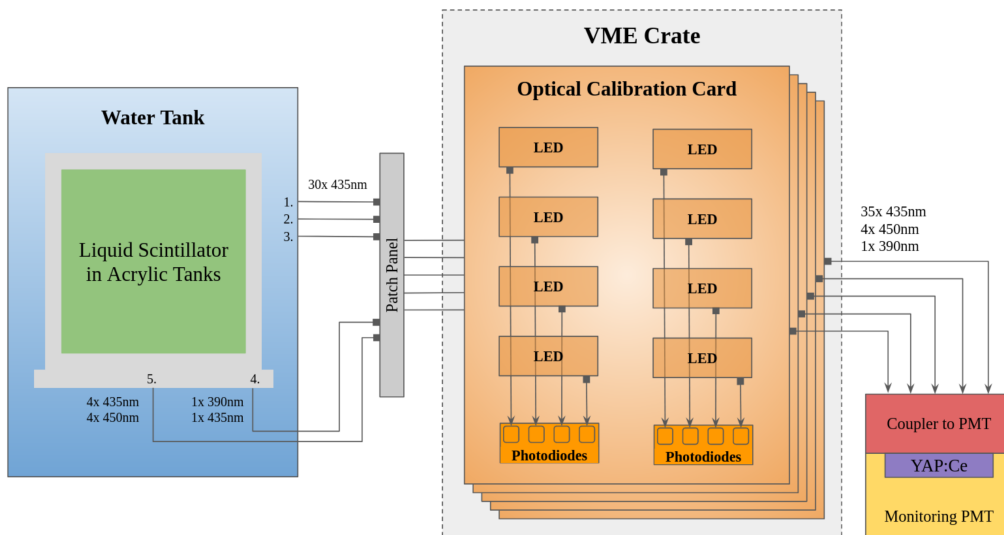 VME Crate
Optical Calibration Card
Water Tank
LED
LED
30x 435nm
1.
2.
3.
LED
LED
35x 435nm
4x 450nm
1x 390nm
Liquid Scintillator
in Acrylic Tanks
Patch Panel
LED
LED
LED
LED
5.
4.
4x 435nm
4x 450nm
1x 390nm
1x 435nm
Photodiodes
Photodiodes
Coupler to PMT
YAP:Ce
Monitoring PMT